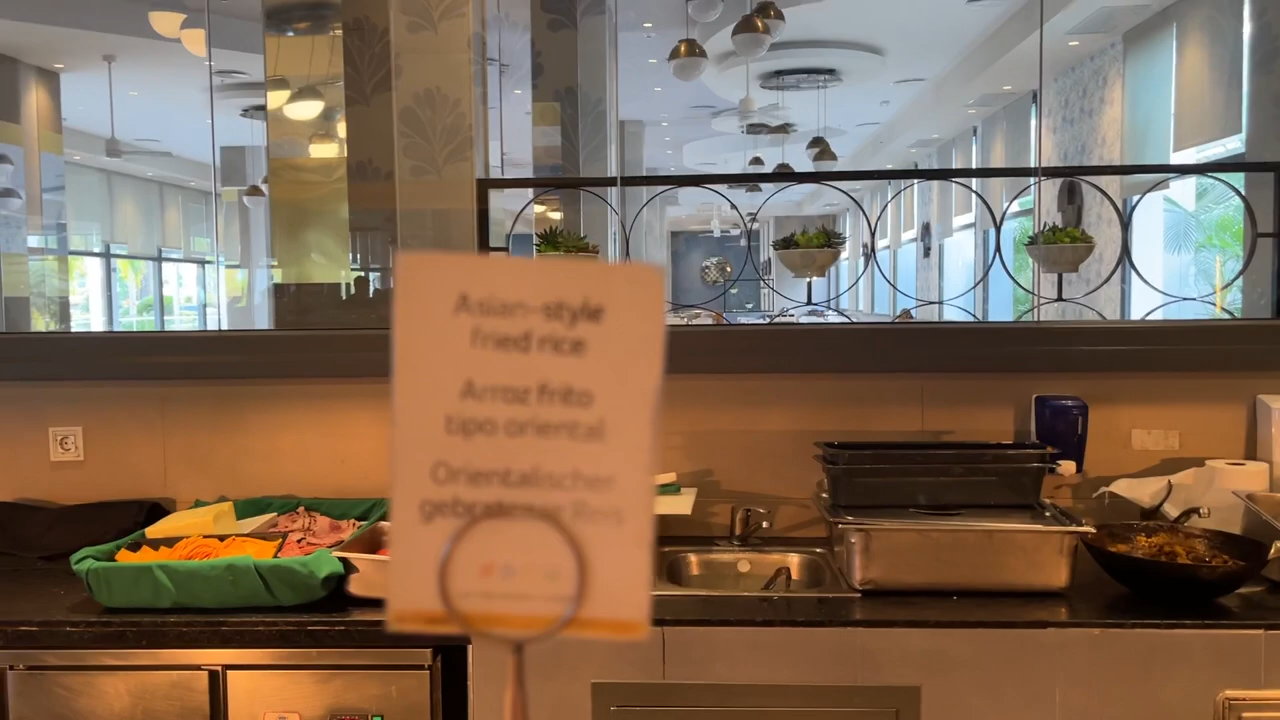 Asian-style
fried rice
Arroz frito
tipo oriental
Orientalischer